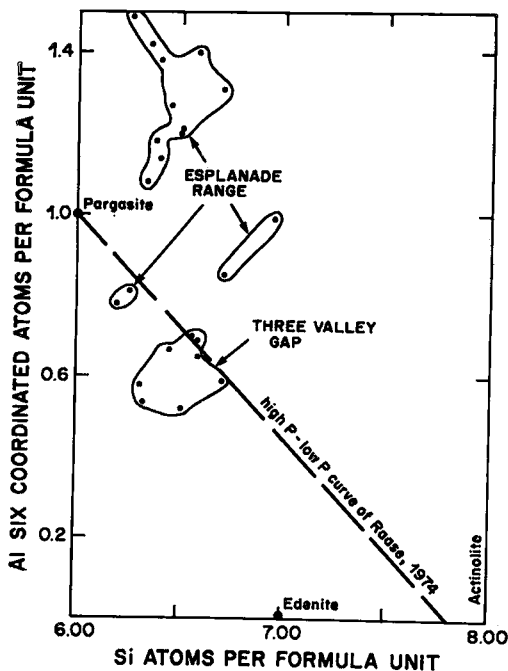 AI SIX COORDINATED ATOMS PER FORMULA UNIT
1.4
1.0
0.6
0.2
Pargasite
ESPLANADE
RANGE
THREE VALLEY
GAP
high P - low P curve of Raase, 1974
Actinolite
Edenite
6.00
7.00
8.00
Si ATOMS PER FORMULA UNIT